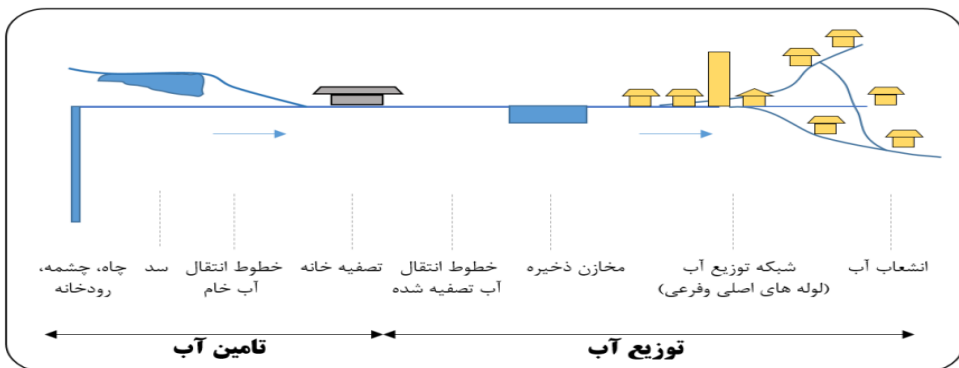 چاه، چشمه،
رودخانه
سد
خطوط انتقال
آب خام
تصفیه خانه
خطوط انتقال
آب تصفیه شده
مخازن ذخیره
شبکه توزیع آب
(لوله های اصلی وفرعی)
انشعاب آب
تامین آب
توزیع آب